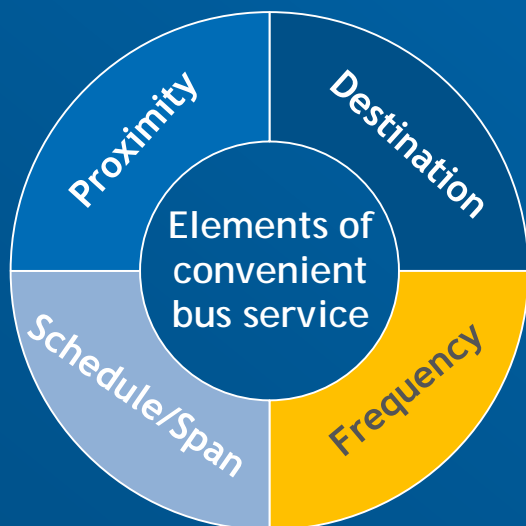 Proximity
Destination
Elements of
convenient
bus service
Schedule/Span
Frequency